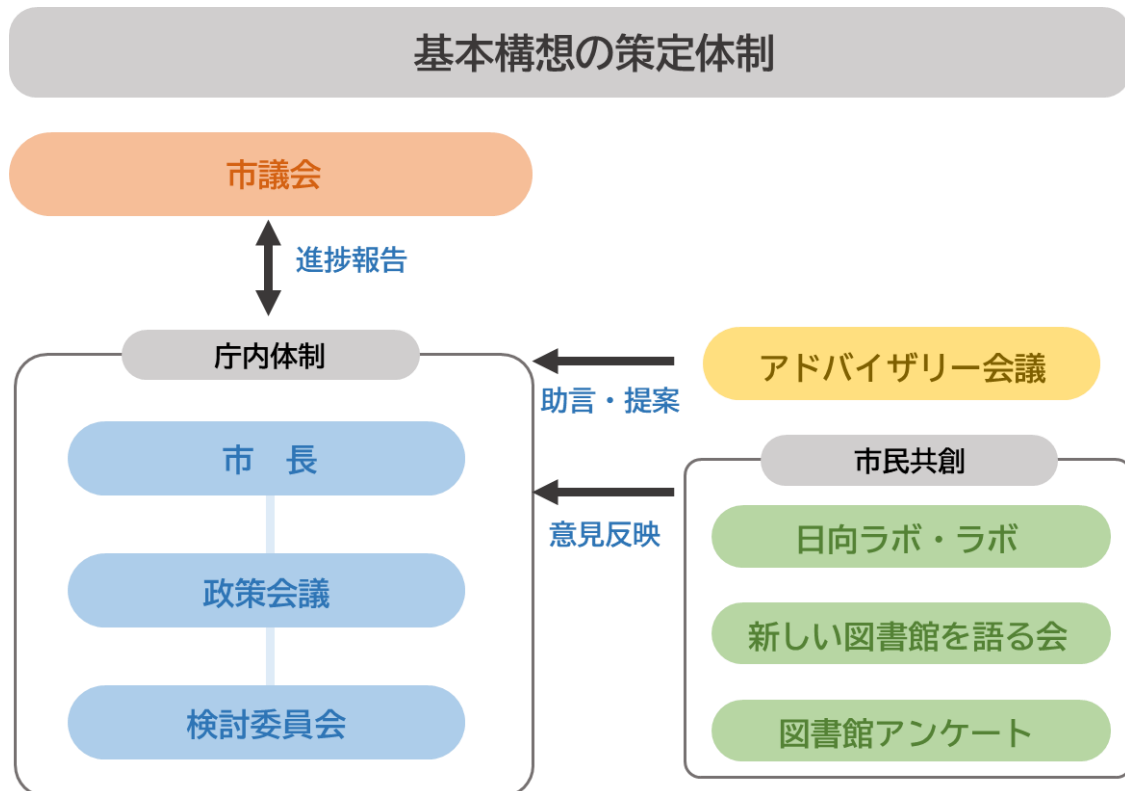 基本構想の策定体制
市議会
進捗報告
庁内体制
市　長
政策会議
検討委員会
アドバイザリー会議
助言・提案
市民共創
意見反映
日向ラボ・ラボ
新しい図書館を語る会
図書館アンケート